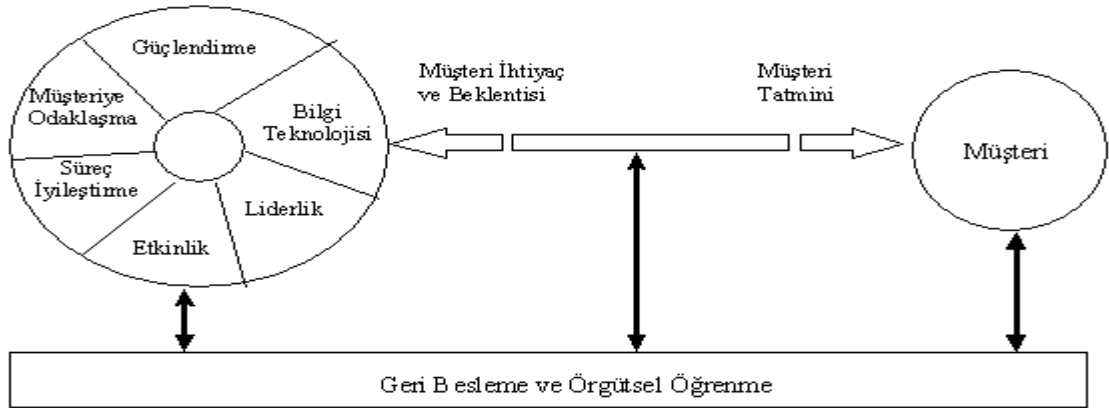 Güçlendirme
Müşteriye
Odaklaşma
Bilgi
Teknolojisi
Süreç
İyileştirme
Liderlik
Etkinlik
Müşteri İhtiyaç
ve Beklentisi
Müşteri
Tatmini
Müşteri
Geri Besleme ve Örgütsel Öğrenme